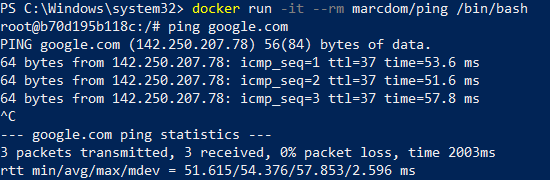 PS C:\Windows\system32> docker run -it --rm marcdom/ping /bin/bash
root@b70d195b118c:/# ping google.com
PING google.com (142.250.207.78) 56(84) bytes of data.
64 bytes from 142.250.207.78: icmp_seq=1 ttl=37 time=53.6 ms
64 bytes from 142.250.207.78: icmp_seq=2 ttl=37 time=51.6 ms
64 bytes from 142.250.207.78: icmp_seq=3 ttl=37 time=57.8 ms
^C
--- google.com ping statistics ---
3 packets transmitted, 3 received, 0% packet loss, time 2003ms
rtt min/avg/max/mdev = 51.615/54.376/57.853/2.596 ms